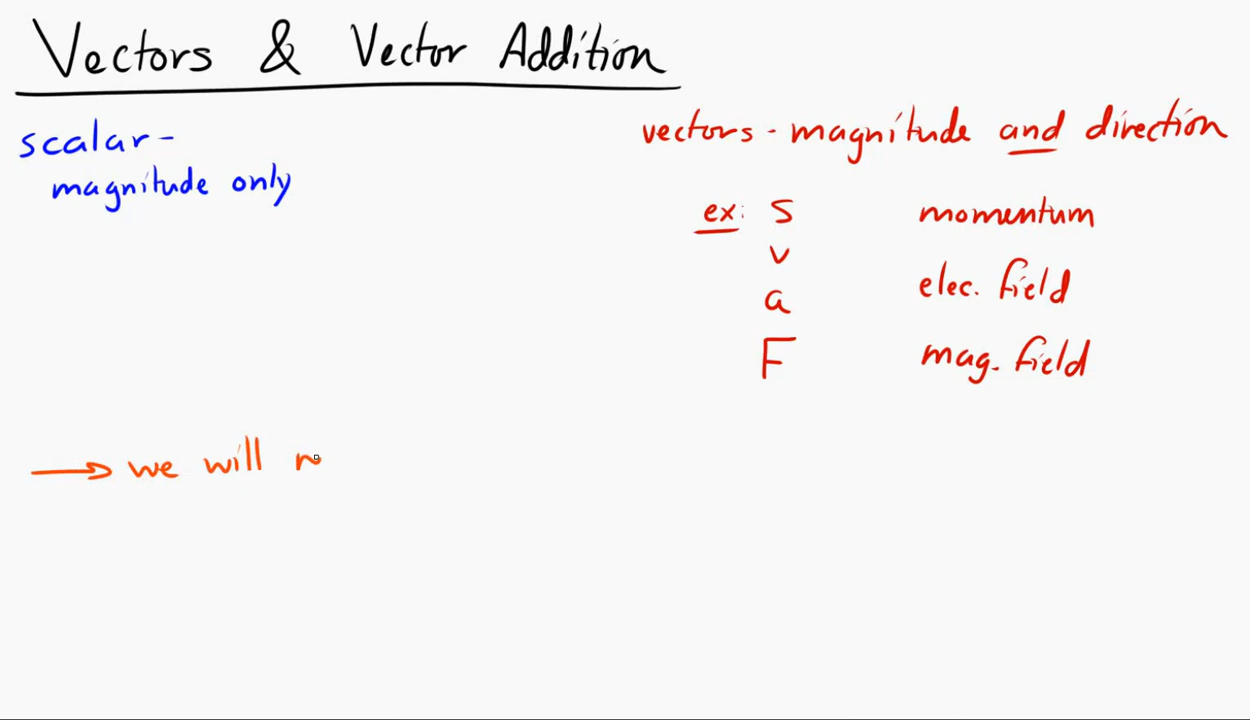 Vectors & Vector Addition
scalar -
magnitude only
vectors - magnitude and direction
ex: s momentum
v
a elec. field
F mag. field
→ we will